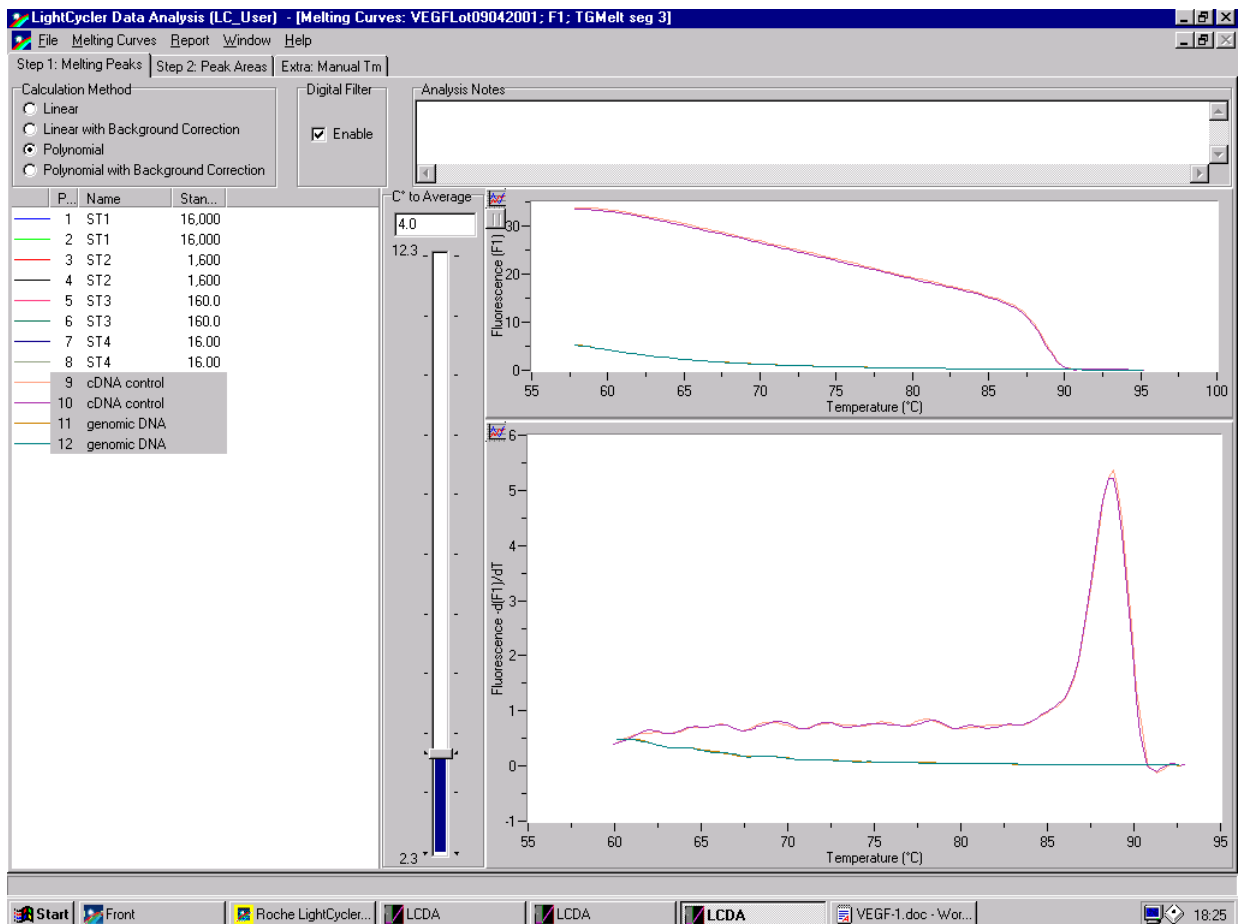 LightCycler Data Analysis (LC_User) - [Melting Curves: VEGFLot09042001; F1; TGMelt seg 3]
File Melting Curves Report Window Help
Step 1: Melting Peaks Step 2: Peak Areas Extra: Manual Tm
Calculation Method
Linear
Linear with Background Correction
Polynomial
Polynomial with Background Correction
Digital Filter
Enable
Analysis Notes
P... Name Stan...
1 ST1 16,000
2 ST1 16,000
3 ST2 1,600
4 ST2 1,600
5 ST3 160.0
6 ST3 160.0
7 ST4 16.00
8 ST4 16.00
9 cDNA control
10 cDNA control
11 genomic DNA
12 genomic DNA
C° to Average
4.0
12.3
2.3
Fluorescence (F1)
30
20
10
0
55 60 65 70 75 80 85 90 95 100
Temperature (°C)
Fluorescence -d(F1)/dT
6
5
4
3
2
1
0
-1
55 60 65 70 75 80 85 90 95
Temperature (°C)
Start Front Roche LightCycler... LCDA LCDA LCDA VEGF-1.doc - Wor... 18:25